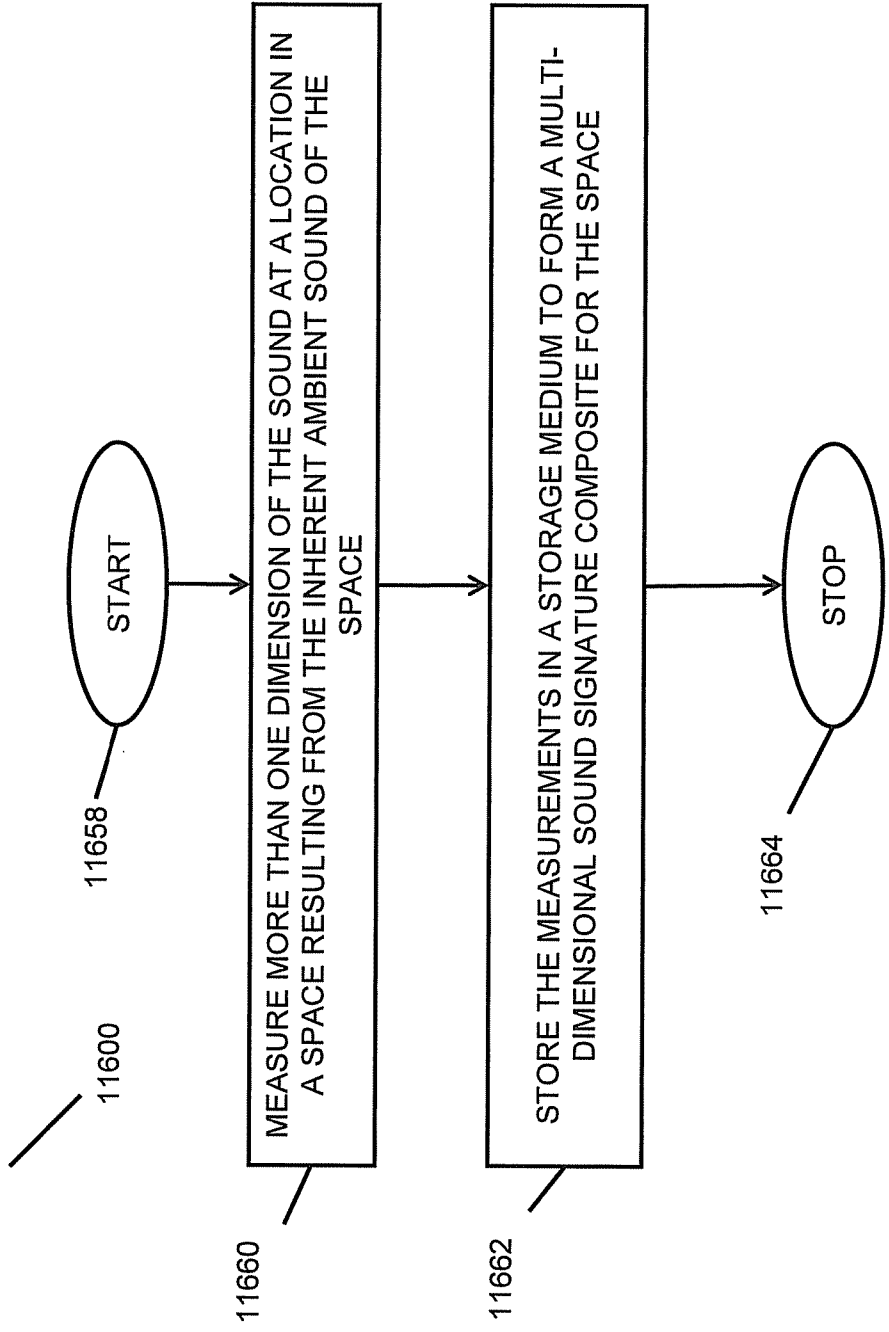 11600
11658
START
11660
MEASURE MORE THAN ONE DIMENSION OF THE SOUND AT A LOCATION IN
A SPACE RESULTING FROM THE INHERENT AMBIENT SOUND OF THE
SPACE
11662
STORE THE MEASUREMENTS IN A STORAGE MEDIUM TO FORM A MULTI-
DIMENSIONAL SOUND SIGNATURE COMPOSITE FOR THE SPACE
11664
STOP